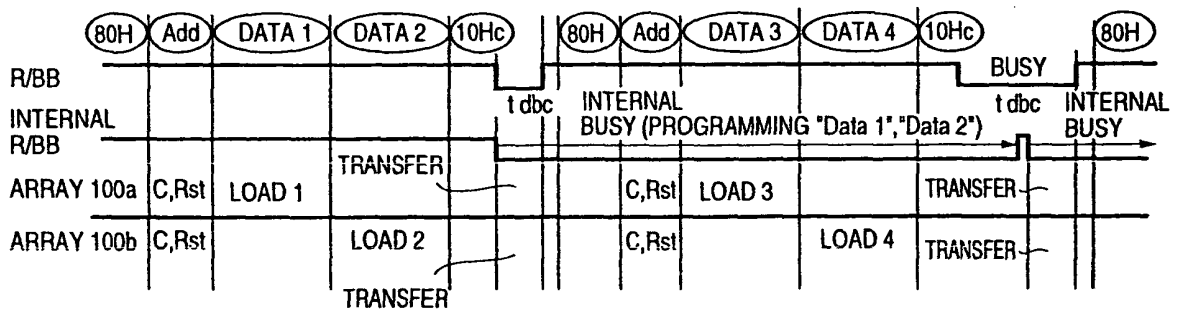 80H Add DATA 1 DATA 2 10Hc 80H Add DATA 3 DATA 4 10Hc 80H
R/BB BUSY
t dbc INTERNAL t dbc INTERNAL
INTERNAL BUSY (PROGRAMMING "Data 1","Data 2") BUSY
R/BB
TRANSFER
ARRAY 100a C,Rst LOAD 1 C,Rst LOAD 3 TRANSFER
ARRAY 100b C,Rst LOAD 2 C,Rst LOAD 4 TRANSFER
TRANSFER